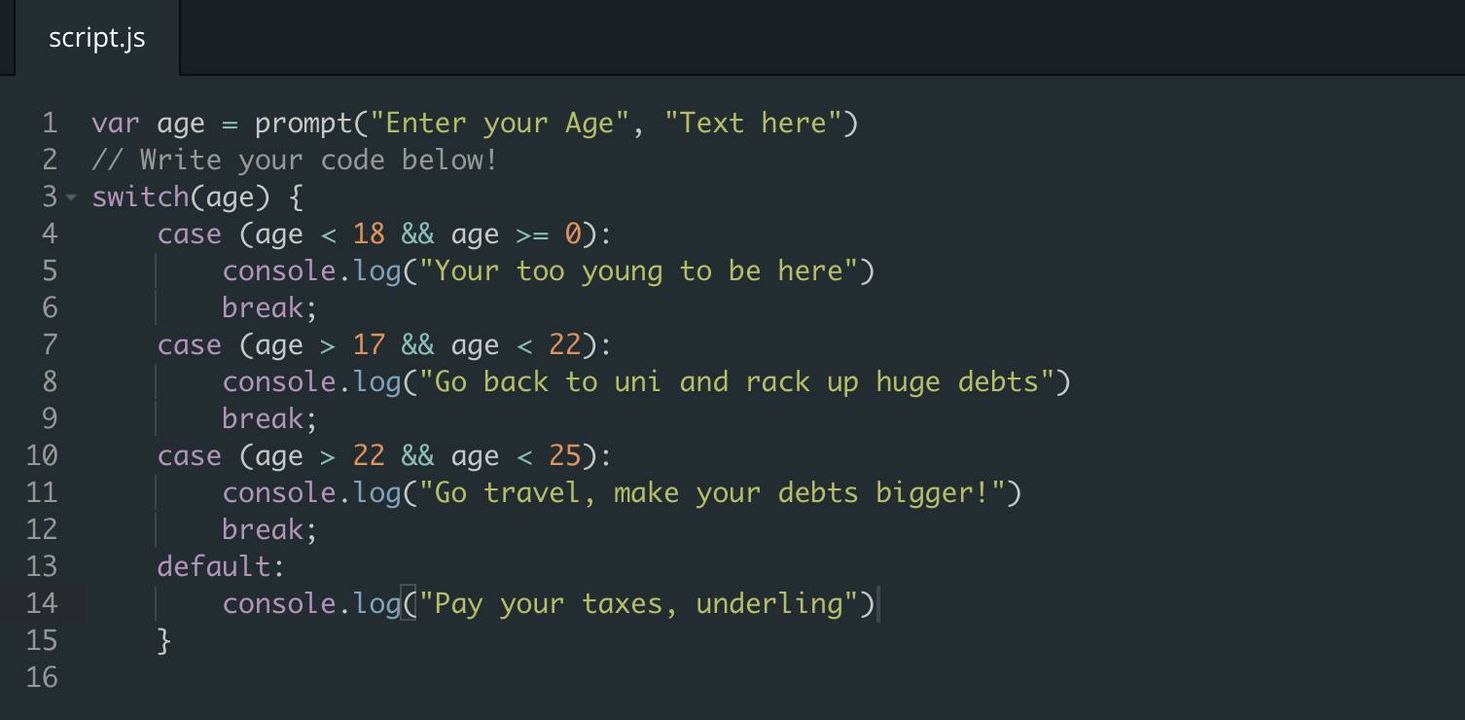 script.js
1 var age = prompt("Enter your Age", "Text here")
2 // Write your code below!
3 switch(age) {
4     case (age < 18 && age >= 0):
5         console.log("Your too young to be here")
6         break;
7     case (age > 17 && age < 22):
8         console.log("Go back to uni and rack up huge debts")
9         break;
10     case (age > 22 && age < 25):
11         console.log("Go travel, make your debts bigger!")
12         break;
13     default:
14         console.log("Pay your taxes, underling")
15     }
16